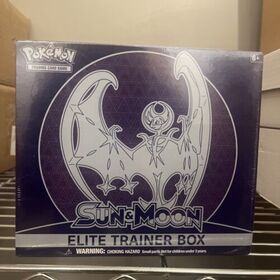 Pokémon
TRADING CARD GAME
6+
SUN & MOON
ELITE TRAINER BOX
WARNING: CHOKING HAZARD Small parts. Not for children under 3 years.